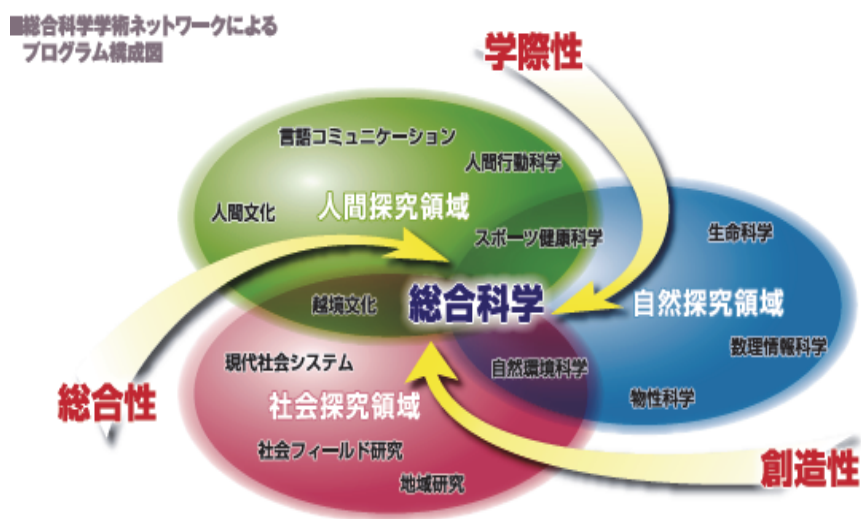 ■総合科学学術ネットワークによる
プログラム構成図
学際性
言語コミュニケーション
人間行動科学
人間文化
人間探究領域
スポーツ健康科学
生命科学
越境文化
総合科学
自然探究領域
現代社会システム
自然環境科学
数理情報科学
総合性
社会探究領域
物性科学
社会フィールド研究
地域研究
創造性